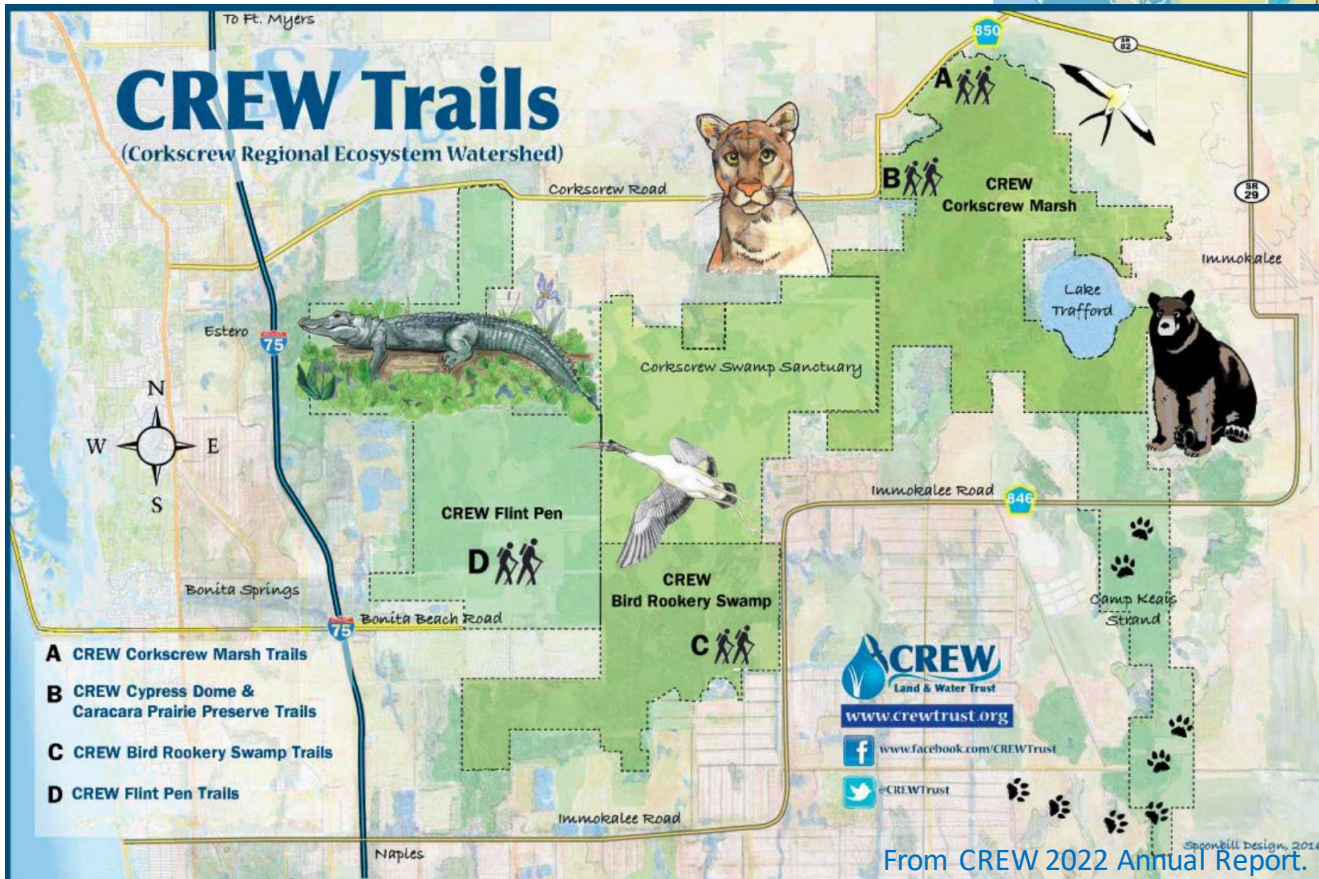 To Ft. Myers
CREW Trails
(Corkscrew Regional Ecosystem Watershed)
850
SR
82
A
Corkscrew Road
B
CREW
Corkscrew Marsh
SR
29
Immokalee
Lake
Trafford
Estero
75
Corkscrew Swamp Sanctuary
N
W
E
S
Immokalee Road
846
CREW Flint Pen
D
CREW
Bird Rookery Swamp
C
Bonita Springs
75
Bonita Beach Road
Camp Keais
Strand
A CREW Corkscrew Marsh Trails
B CREW Cypress Dome &
Caracara Prairie Preserve Trails
C CREW Bird Rookery Swamp Trails
D CREW Flint Pen Trails
CREW
Land & Water Trust
www.crewtrust.org
f www.facebook.com/CREWTrust
@CREWTrust
Immokalee Road
Naples
Spoonbill Design, 2016
From CREW 2022 Annual Report.